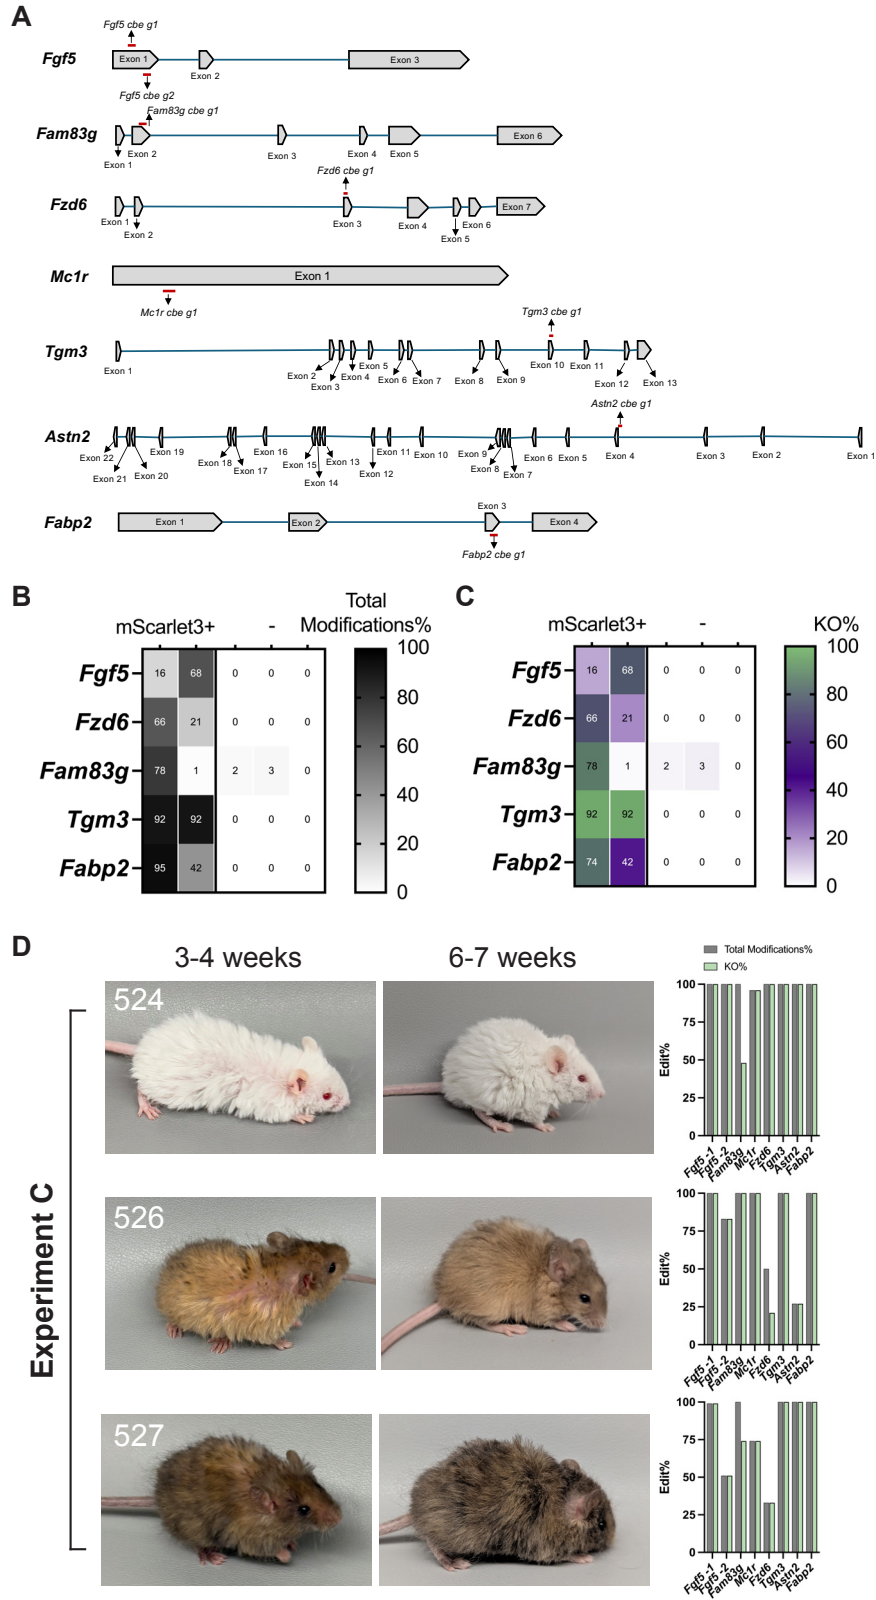 A
Fgf5 cbe g1
Fgf5
Exon 1
Exon 2
Exon 3
Fgf5 cbe g2
Fam83g cbe g1
Fam83g
Exon 1
Exon 2
Exon 3
Exon 4
Exon 5
Exon 6
Fzd6 cbe g1
Fzd6
Exon 1
Exon 2
Exon 3
Exon 4
Exon 5
Exon 6
Exon 7
Mc1r
Exon 1
Mc1r cbe g1
Tgm3 cbe g1
Tgm3
Exon 1
Exon 2
Exon 3
Exon 4
Exon 5
Exon 6
Exon 7
Exon 8
Exon 9
Exon 10
Exon 11
Exon 12
Exon 13
Astn2 cbe g1
Astn2
Exon 22
Exon 21
Exon 20
Exon 19
Exon 18
Exon 17
Exon 16
Exon 15
Exon 14
Exon 13
Exon 12
Exon 11
Exon 10
Exon 9
Exon 8
Exon 7
Exon 6
Exon 5
Exon 4
Exon 3
Exon 2
Exon 1
Fabp2
Exon 1
Exon 2
Exon 3
Exon 4
Fabp2 cbe g1
B
mScarlet3+ -
Total
Modifications%
Fgf5 16 68 0 0 0
Fzd6 66 21 0 0 0
Fam83g 78 1 2 3 0
Tgm3 92 92 0 0 0
Fabp2 95 42 0 0 0
100
80
60
40
20
0
C
mScarlet3+ - KO%
Fgf5 16 68 0 0 0
Fzd6 66 21 0 0 0
Fam83g 78 1 2 3 0
Tgm3 92 92 0 0 0
Fabp2 74 42 0 0 0
100
80
60
40
20
0
D
3-4 weeks 6-7 weeks
Total Modifications%
KO%
Experiment C
524
Edit%
100
75
50
25
0
Fgf5 -1 Fgf5 -2 Fam83g Mc1r Fzd6 Tgm3 Astn2 Fabp2
526
Edit%
100
75
50
25
0
Fgf5 -1 Fgf5 -2 Fam83g Mc1r Fzd6 Tgm3 Astn2 Fabp2
527
Edit%
100
75
50
25
0
Fgf5 -1 Fgf5 -2 Fam83g Mc1r Fzd6 Tgm3 Astn2 Fabp2